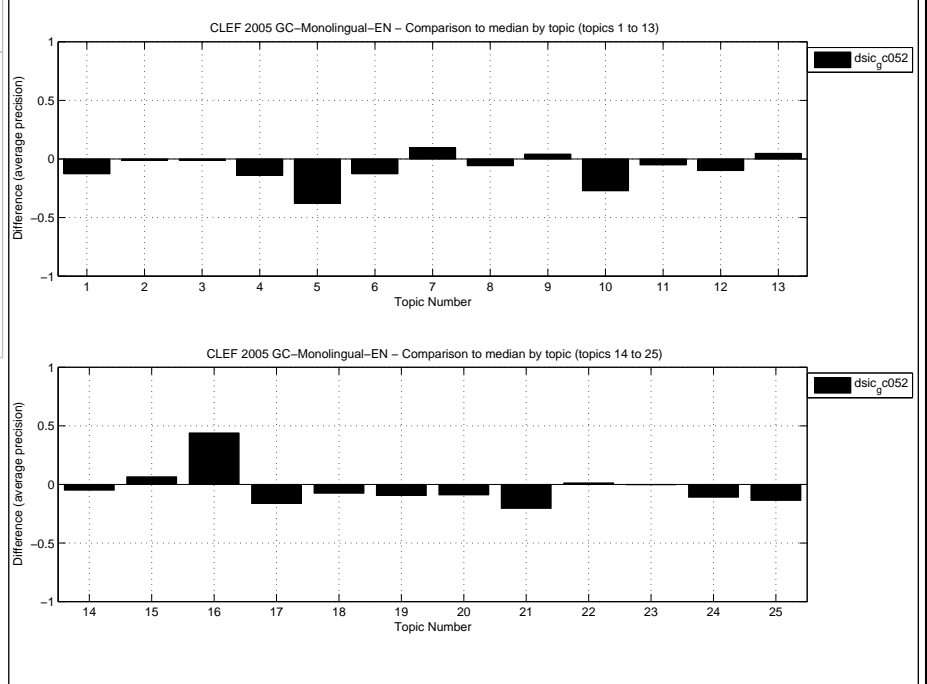 CLEF 2005 GC−Monolingual−EN − Comparison to median by topic (topics 1 to 13)
1
0.5
0
−0.5
−1
Difference (average precision)
dsic_gc052
1 2 3 4 5 6 7 8 9 10 11 12 13
Topic Number
CLEF 2005 GC−Monolingual−EN − Comparison to median by topic (topics 14 to 25)
1
0.5
0
−0.5
−1
Difference (average precision)
dsic_gc052
14 15 16 17 18 19 20 21 22 23 24 25
Topic Number